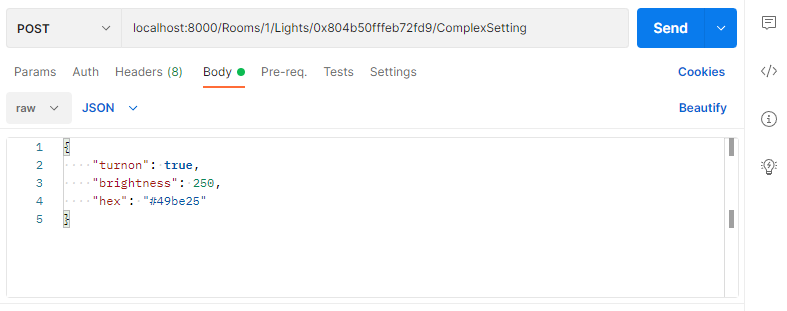 POST localhost:8000/Rooms/1/Lights/0x804b50fffeb72fd9/ComplexSetting Send
Params Auth Headers (8) Body Pre-req. Tests Settings Cookies
raw JSON Beautify
1 {
2 "turnon": true,
3 "brightness": 250,
4 "hex": "#49be25"
5 }